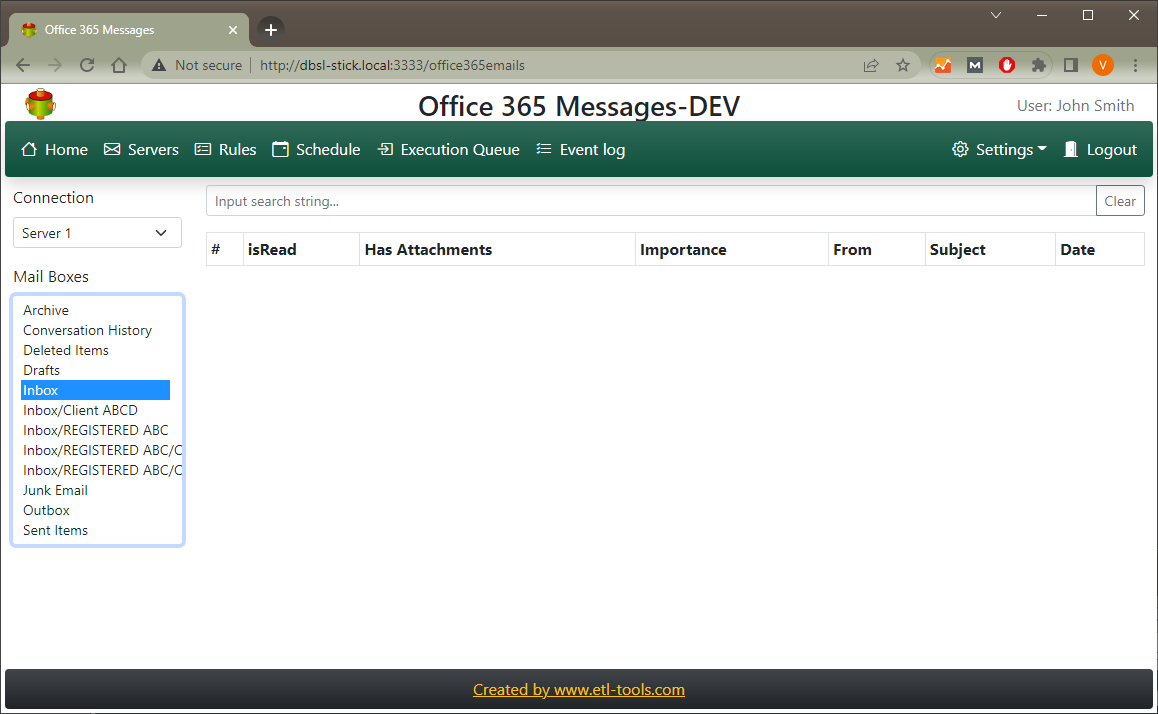 Office 365 Messages
Not secure
http://dbsl-stick.local:3333/office365emails
V
Office 365 Messages-DEV
User: John Smith
Home Servers Rules Schedule Execution Queue Event log Settings Logout
Connection
Server 1
Input search string...
Clear
# isRead Has Attachments Importance From Subject Date
Mail Boxes
Archive
Conversation History
Deleted Items
Drafts
Inbox
Inbox/Client ABCD
Inbox/REGISTERED ABC
Inbox/REGISTERED ABC/C
Inbox/REGISTERED ABC/C
Junk Email
Outbox
Sent Items
Created by www.etl-tools.com